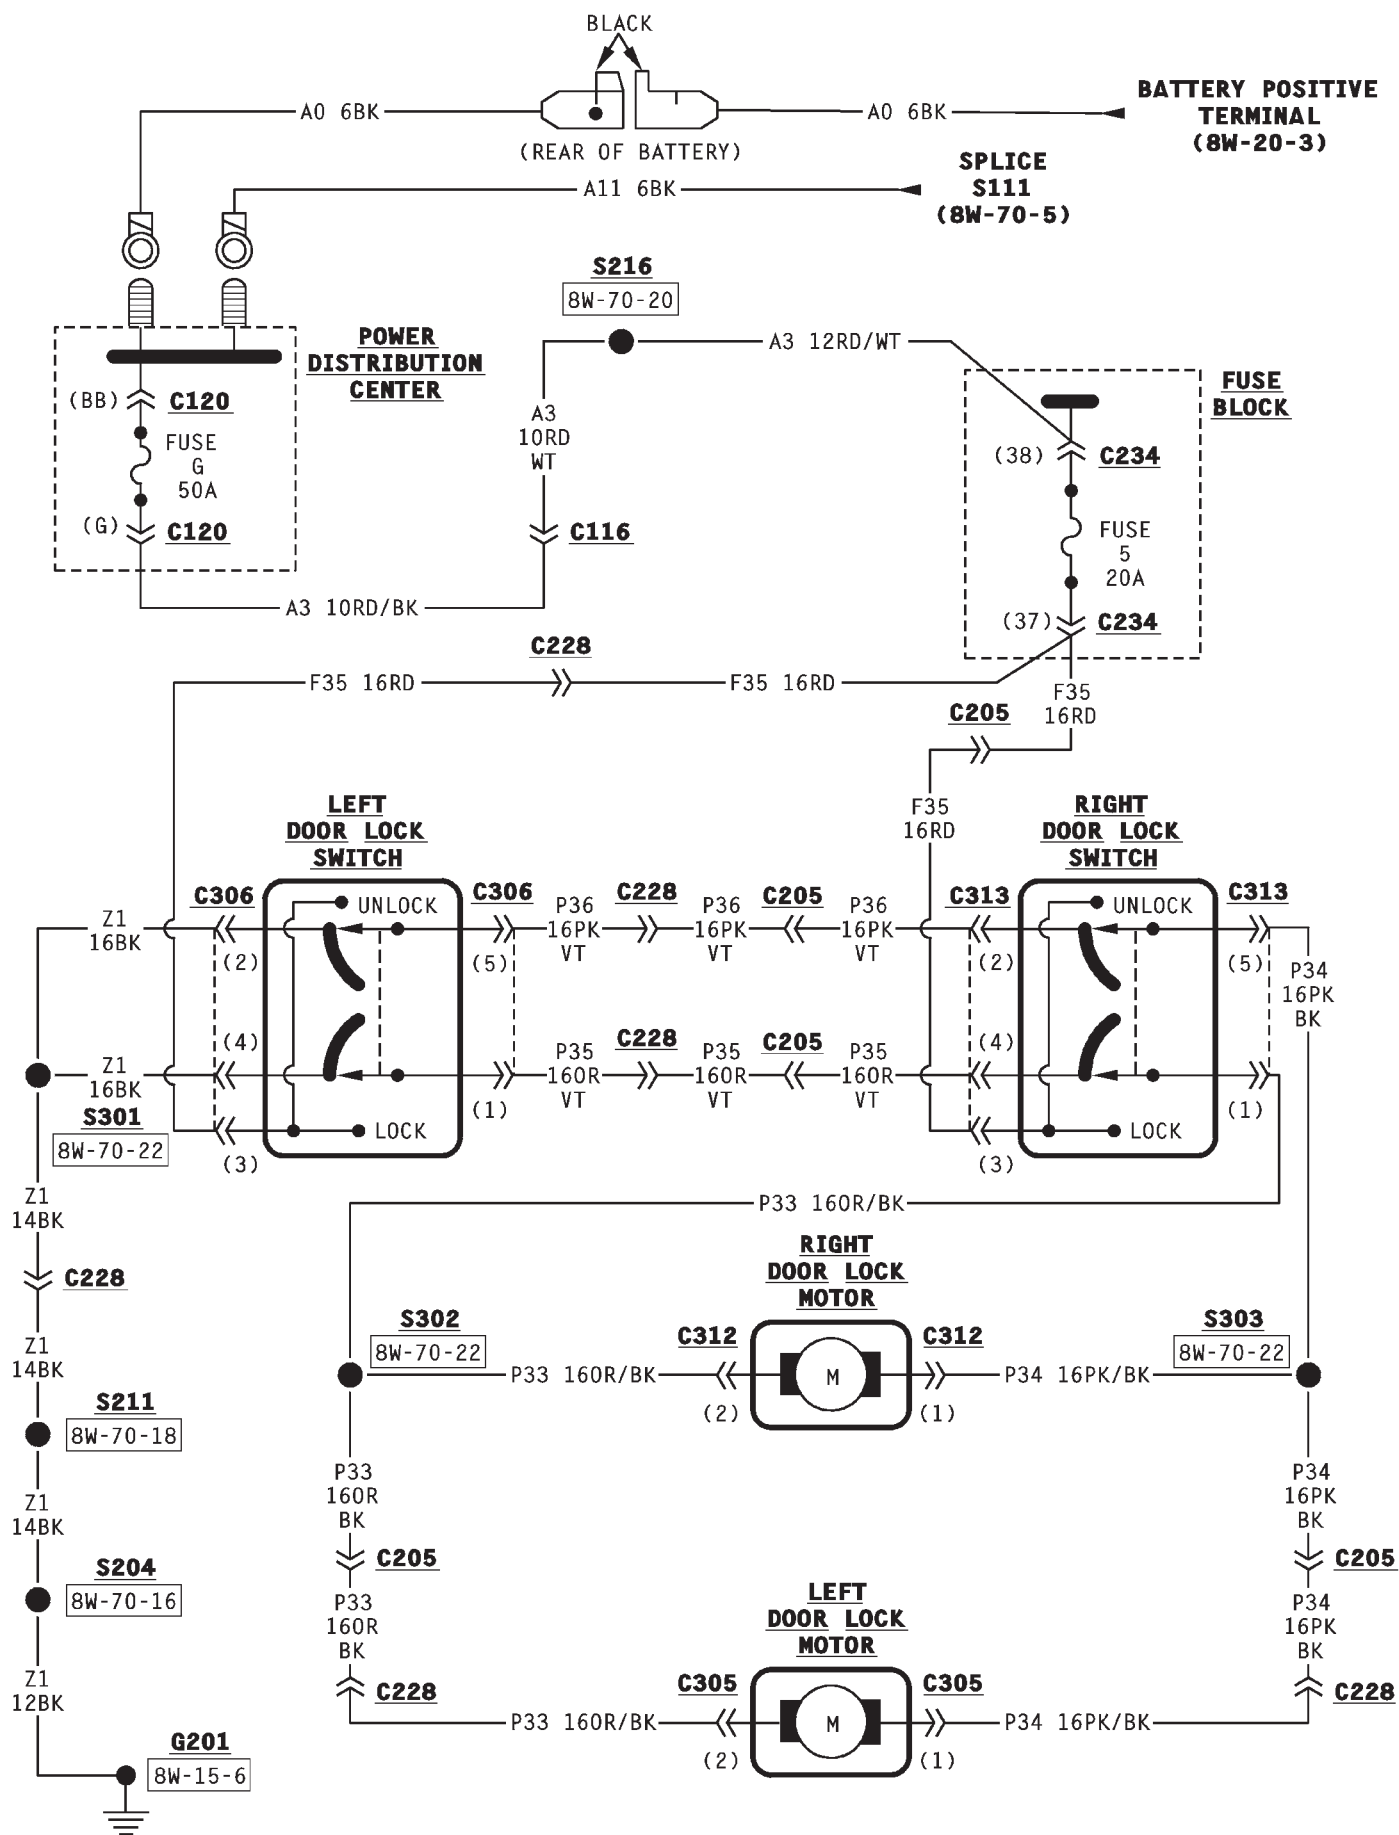 BLACK
A0 6BK
A0 6BK
BATTERY POSITIVE
TERMINAL
(8W-20-3)
(REAR OF BATTERY)
SPLICE
S111
(8W-70-5)
A11 6BK
S216
8W-70-20
POWER
DISTRIBUTION
CENTER
A3 12RD/WT
FUSE
BLOCK
(BB)
C120
FUSE
G
50A
(G)
C120
A3
10RD
WT
C116
(38)
C234
FUSE
5
20A
(37)
C234
A3 10RD/BK
C228
F35 16RD
F35 16RD
F35
16RD
C205
F35
16RD
LEFT
DOOR LOCK
SWITCH
RIGHT
DOOR LOCK
SWITCH
Z1
16BK
C306
(2)
UNLOCK
C306
(5)
P36
16PK
VT
C228
P36
16PK
VT
C205
P36
16PK
VT
C313
(2)
UNLOCK
C313
(5)
P34
16PK
BK
Z1
16BK
(4)
(1)
P35
16OR
VT
C228
P35
16OR
VT
C205
P35
16OR
VT
(4)
(1)
S301
8W-70-22
(3)
LOCK
(3)
LOCK
Z1
14BK
P33 16OR/BK
C228
RIGHT
DOOR LOCK
MOTOR
Z1
14BK
S302
8W-70-22
P33 16OR/BK
C312
(2)
M
C312
(1)
P34 16PK/BK
S303
8W-70-22
S211
8W-70-18
Z1
14BK
P33
16OR
BK
P34
16PK
BK
S204
8W-70-16
C205
C205
P33
16OR
BK
LEFT
DOOR LOCK
MOTOR
P34
16PK
BK
Z1
12BK
C228
P33 16OR/BK
C305
(2)
M
C305
(1)
P34 16PK/BK
C228
G201
8W-15-6